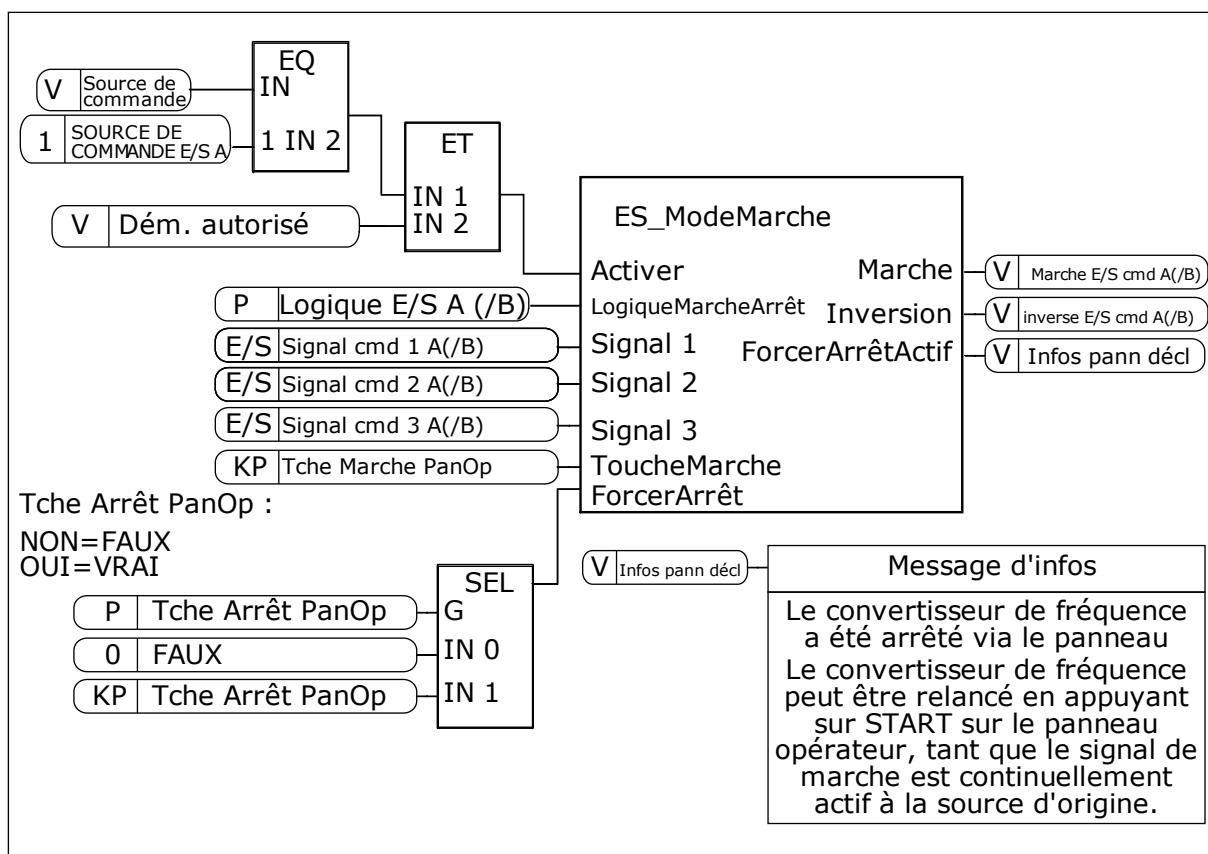 EQ
V Source de
commande
IN
1 SOURCE DE
COMMANDE E/S A
1 IN 2
ET
IN 1
V Dém. autorisé
IN 2
ES_ModeMarche
Activer
Marche
V Marche E/S cmd A(/B)
P Logique E/S A (/B)
LogiqueMarcheArrêt
Inversion
V inverse E/S cmd A(/B)
E/S Signal cmd 1 A(/B)
Signal 1
ForcerArrêtActif
V Infos pann décl
E/S Signal cmd 2 A(/B)
Signal 2
E/S Signal cmd 3 A(/B)
Signal 3
KP Tche Marche PanOp
ToucheMarche
ForcerArrêt
Tche Arrêt PanOp :
NON=FAUX
OUI=VRAI
SEL
P Tche Arrêt PanOp
G
0 FAUX
IN 0
KP Tche Arrêt PanOp
IN 1
V Infos pann décl
Message d'infos
Le convertisseur de fréquence
a été arrêté via le panneau
Le convertisseur de fréquence
peut être relancé en appuyant
sur START sur le panneau
opérateur, tant que le signal de
marche est continuellement
actif à la source d'origine.